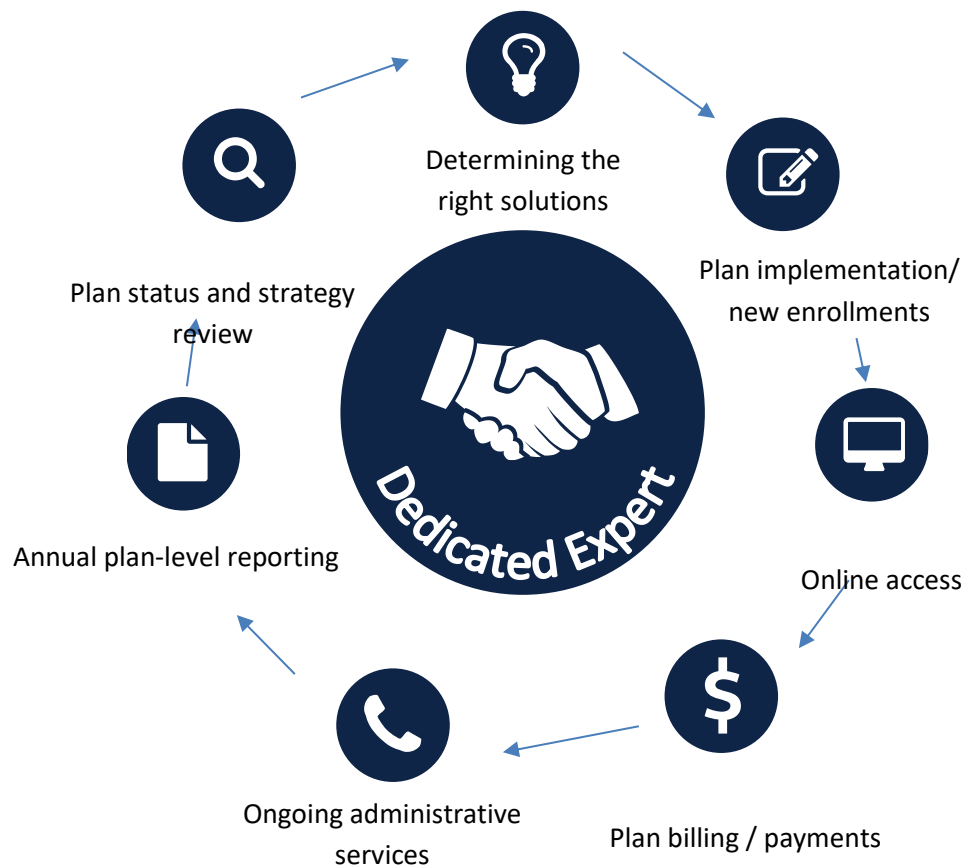 Determining the
right solutions
Plan implementation/
new enrollments
Online access
Plan billing / payments
Ongoing administrative
services
Annual plan-level reporting
Plan status and strategy
review
Dedicated Expert